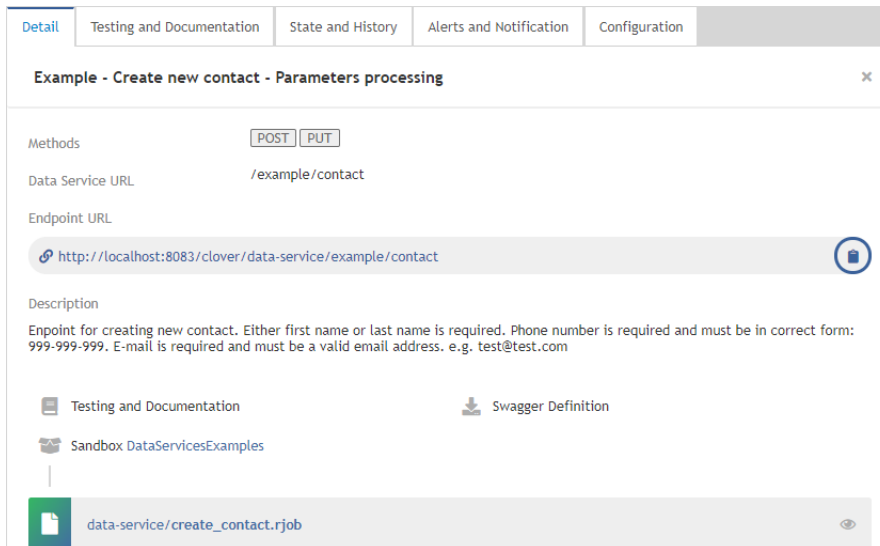 Detail Testing and Documentation State and History Alerts and Notification Configuration
Example - Create new contact - Parameters processing
Methods POST PUT
Data Service URL /example/contact
Endpoint URL
http://localhost:8083/clover/data-service/example/contact
Description
Enpoint for creating new contact. Either first name or last name is required. Phone number is required and must be in correct form:
999-999-999. E-mail is required and must be a valid email address. e.g. test@test.com
Testing and Documentation Swagger Definition
Sandbox DataServicesExamples
data-service/create_contact.rjob